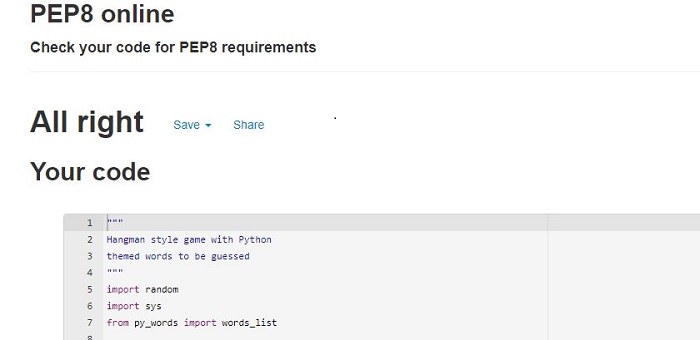 PEP8 online
Check your code for PEP8 requirements
All right Save Share
Your code
1 """
2 Hangman style game with Python
3 themed words to be guessed
4 """
5 import random
6 import sys
7 from py_words import words_list
8